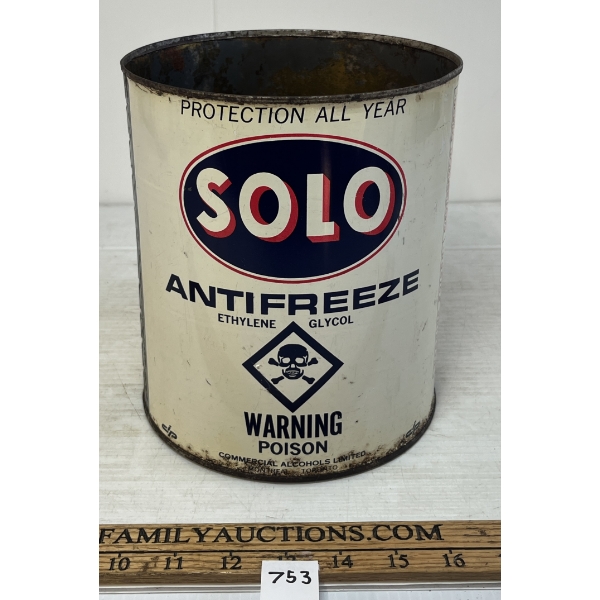 PROTECTION ALL YEAR
SOLO
ANTIFREEZE
ETHYLENE GLYCOL
WARNING
POISON
COMMERCIAL ALCOHOLS LIMITED
FAMILYAUCTIONS.COM
10 11 12 13 14 15 16
753